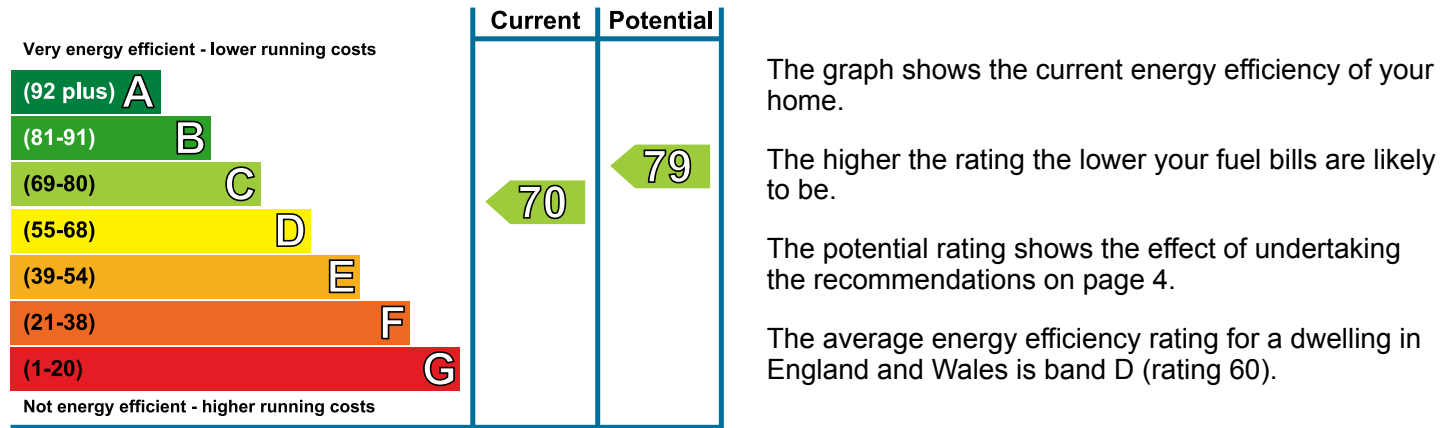 Current Potential
Very energy efficient - lower running costs
(92 plus) A
(81-91) B
(69-80) C
(55-68) D
(39-54) E
(21-38) F
(1-20) G
Not energy efficient - higher running costs
70
79
The graph shows the current energy efficiency of your
home.
The higher the rating the lower your fuel bills are likely
to be.
The potential rating shows the effect of undertaking
the recommendations on page 4.
The average energy efficiency rating for a dwelling in
England and Wales is band D (rating 60).